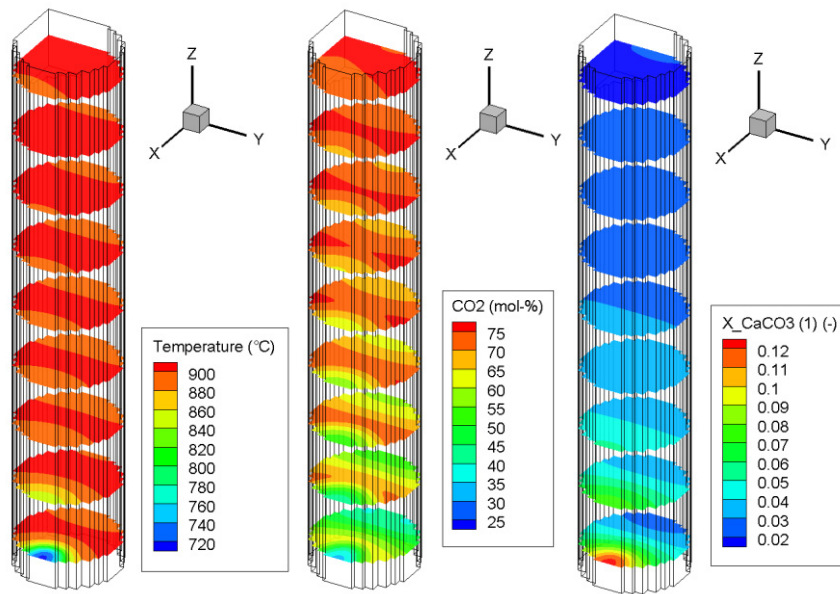 Z
X
Y
Temperature (°C)
900
880
860
840
820
800
780
760
740
720
Z
X
Y
CO2 (mol-%)
75
70
65
60
55
50
45
40
35
30
25
Z
X
Y
X_CaCO3 (1) (-)
0.12
0.11
0.1
0.09
0.08
0.07
0.06
0.05
0.04
0.03
0.02